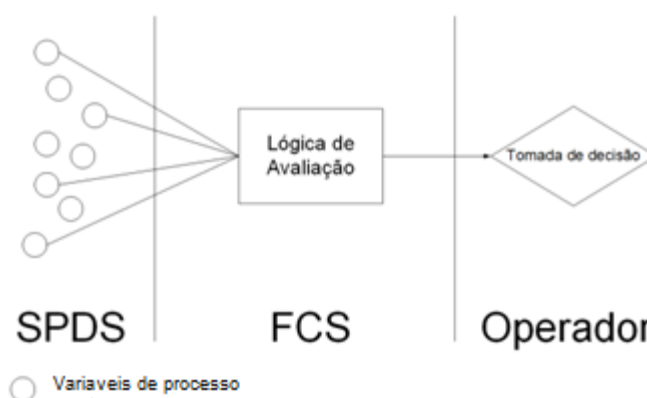 Lógica de
Avaliação
Tomada de decisão
SPDS
FCS
Operador
Variaveis de processo